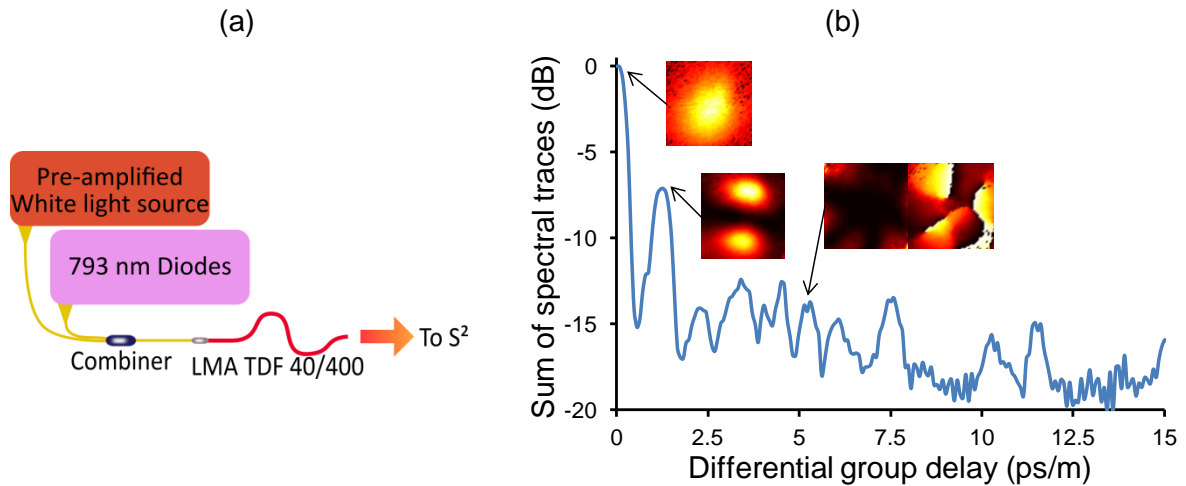 (a)
Pre-amplified
White light source
793 nm Diodes
Combiner
LMA TDF 40/400
To S²
(b)
Sum of spectral traces (dB)
0
-5
-10
-15
-20
0
2.5
5
7.5
10
12.5
15
Differential group delay (ps/m)